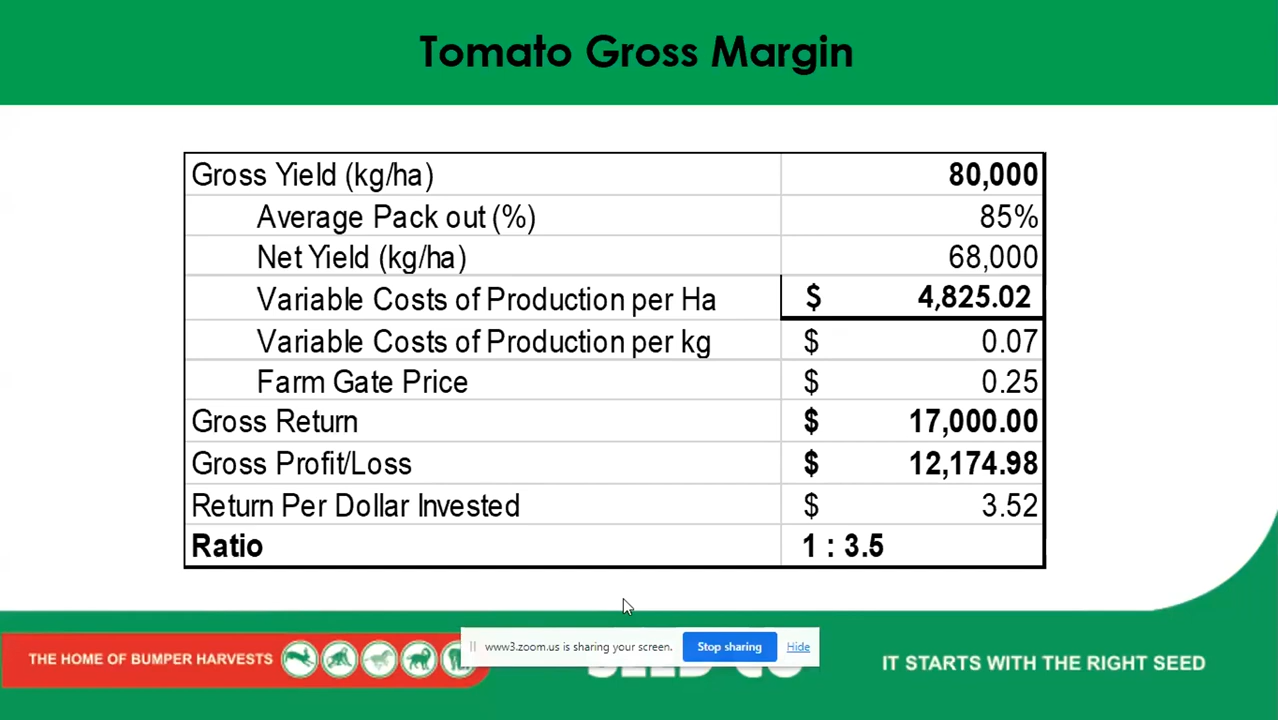 Tomato Gross Margin
Gross Yield (kg/ha) 80,000
Average Pack out (%) 85%
Net Yield (kg/ha) 68,000
Variable Costs of Production per Ha $ 4,825.02
Variable Costs of Production per kg $ 0.07
Farm Gate Price $ 0.25
Gross Return $ 17,000.00
Gross Profit/Loss $ 12,174.98
Return Per Dollar Invested $ 3.52
Ratio 1 : 3.5
THE HOME OF BUMPER HARVESTS
www3.zoom.us is sharing your screen. Stop sharing Hide
IT STARTS WITH THE RIGHT SEED